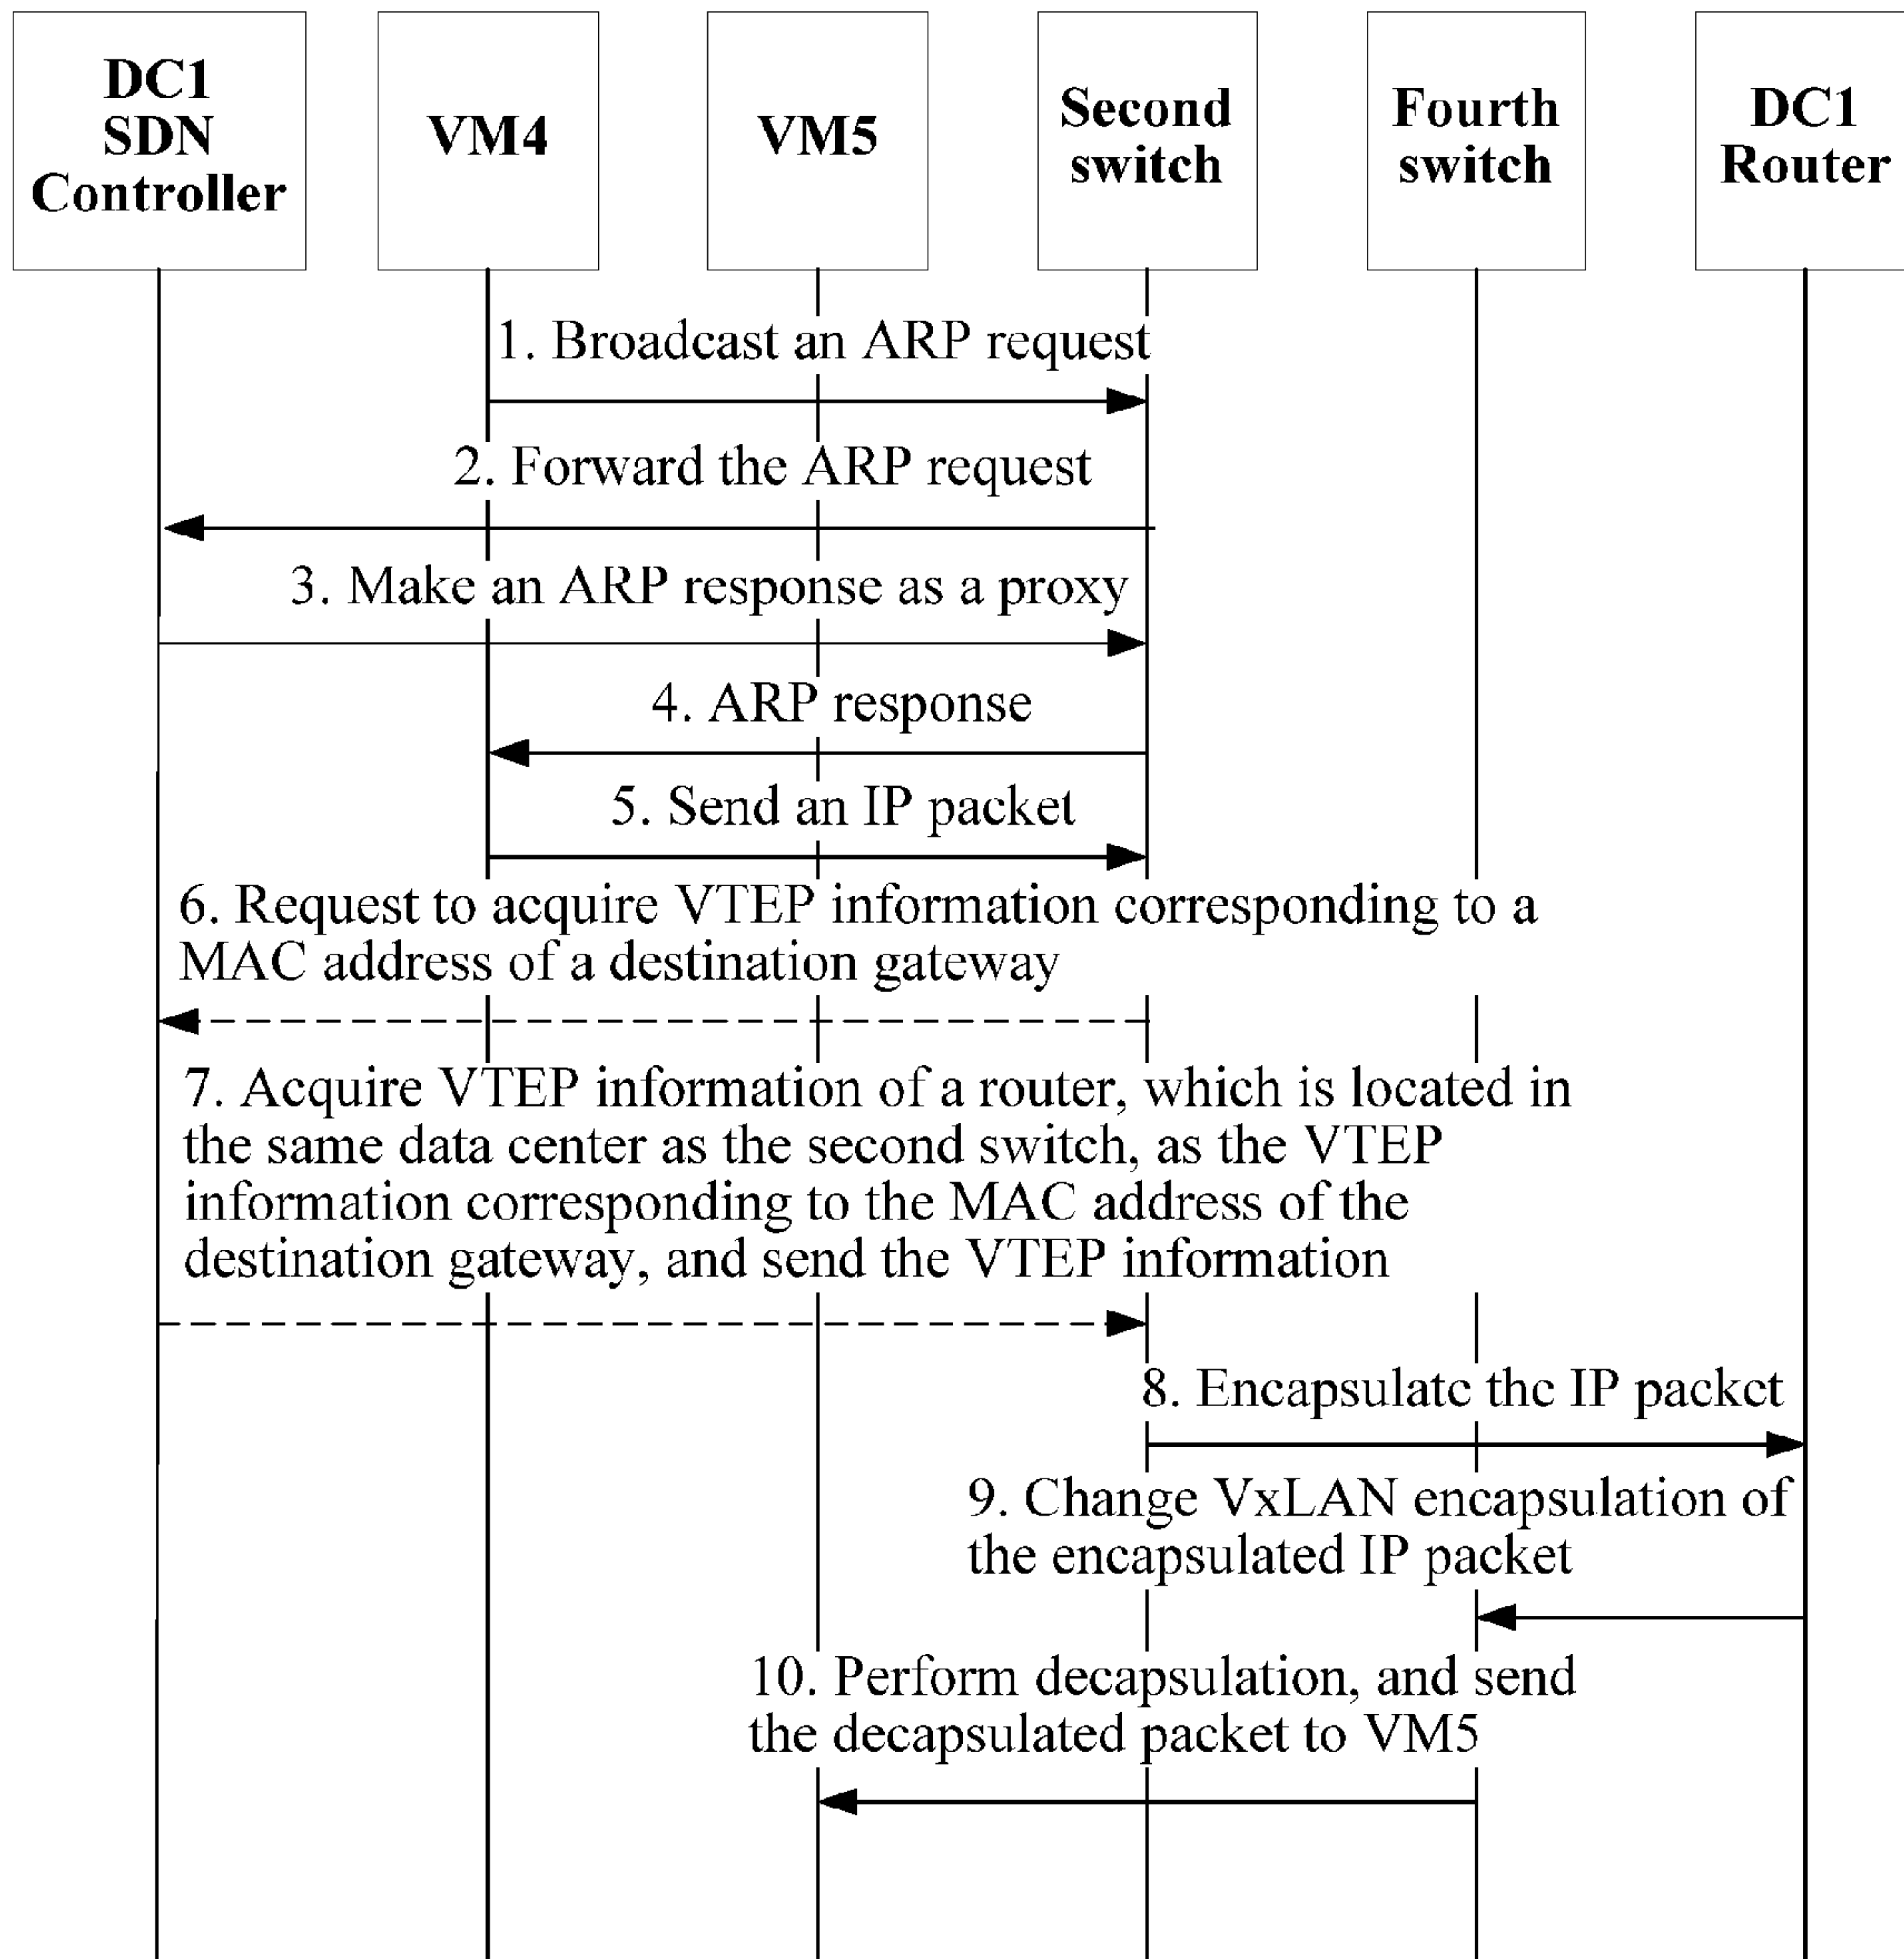 DC1
SDN
Controller
VM4
VM5
Second
switch
Fourth
switch
DC1
Router
1. Broadcast an ARP request
2. Forward the ARP request
3. Make an ARP response as a proxy
4. ARP response
5. Send an IP packet
6. Request to acquire VTEP information corresponding to a
MAC address of a destination gateway
7. Acquire VTEP information of a router, which is located in
the same data center as the second switch, as the VTEP
information corresponding to the MAC address of the
destination gateway, and send the VTEP information
8. Encapsulate the IP packet
9. Change VxLAN encapsulation of
the encapsulated IP packet
10. Perform decapsulation, and send
the decapsulated packet to VM5